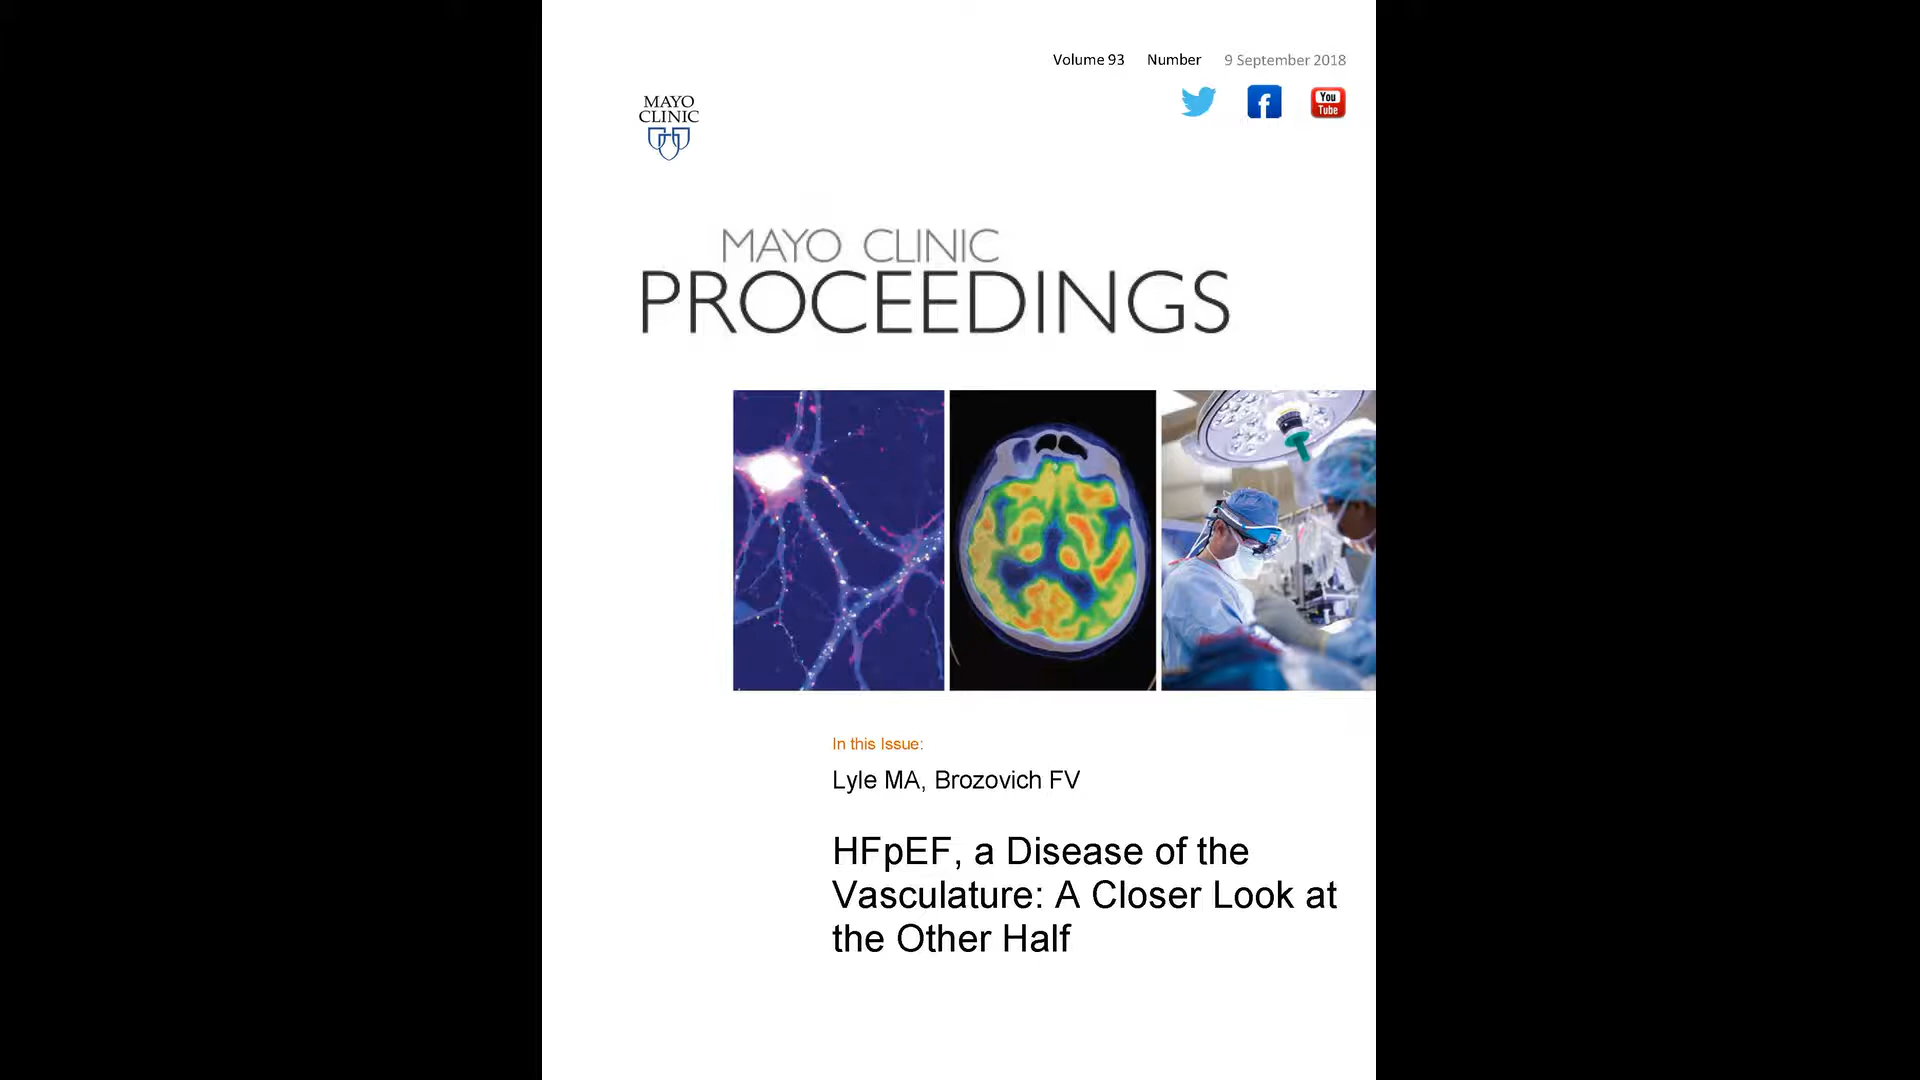 Volume 93 Number 9 September 2018
You
Tube
MAYO
CLINIC
MAYO CLINIC
PROCEEDINGS
In this Issue:
Lyle MA, Brozovich FV
HFpEF, a Disease of the
Vasculature: A Closer Look at
the Other Half